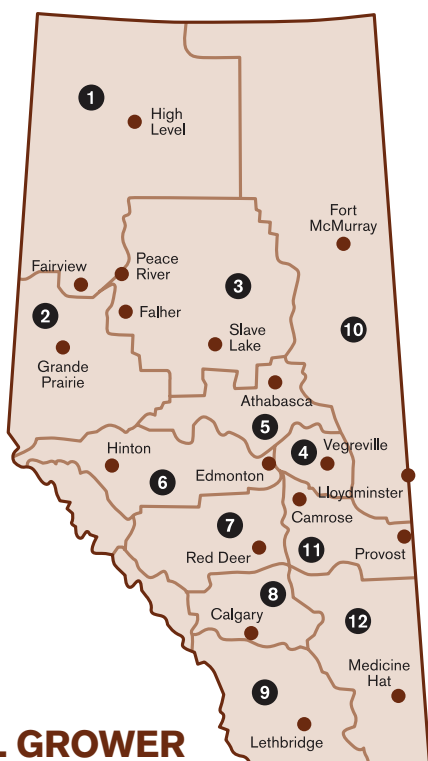 1
High
Level
Fort
McMurray
Peace
River
Fairview
3
2
Falher
10
Slave
Lake
Grande
Prairie
Athabasca
5
Hinton
4
Vegreville
Edmonton
6
Lloydminster
Camrose
7
Red Deer
11
Provost
8
Calgary
12
Medicine
Hat
9
Lethbridge
GROWER